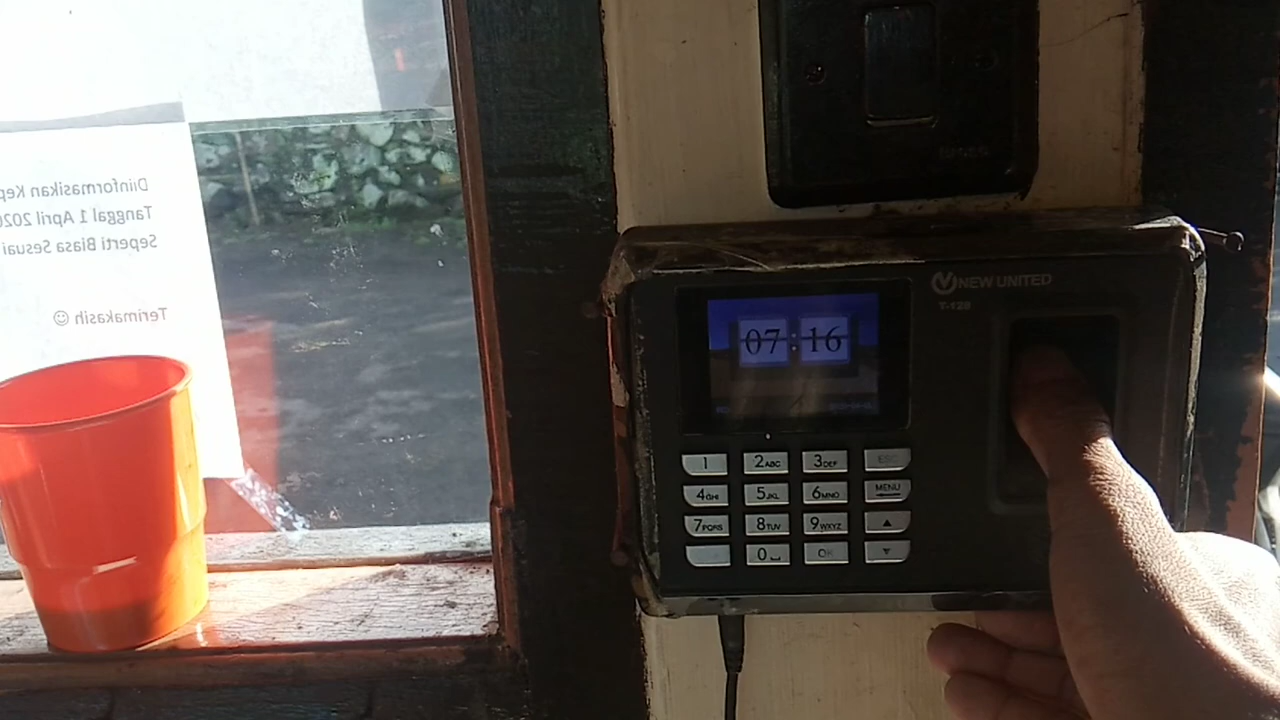 Diinformasikan Kep
Tanggal 1 April 202
Seperti Biasa Sesuai
Terimakasih ☺
NEW UNITED
T-128
07:16
1 2ABC 3DEF ESC
4GHI 5JKL 6MNO MENU
7PQRS 8TUV 9WXYZ ▲
0 OK ▼